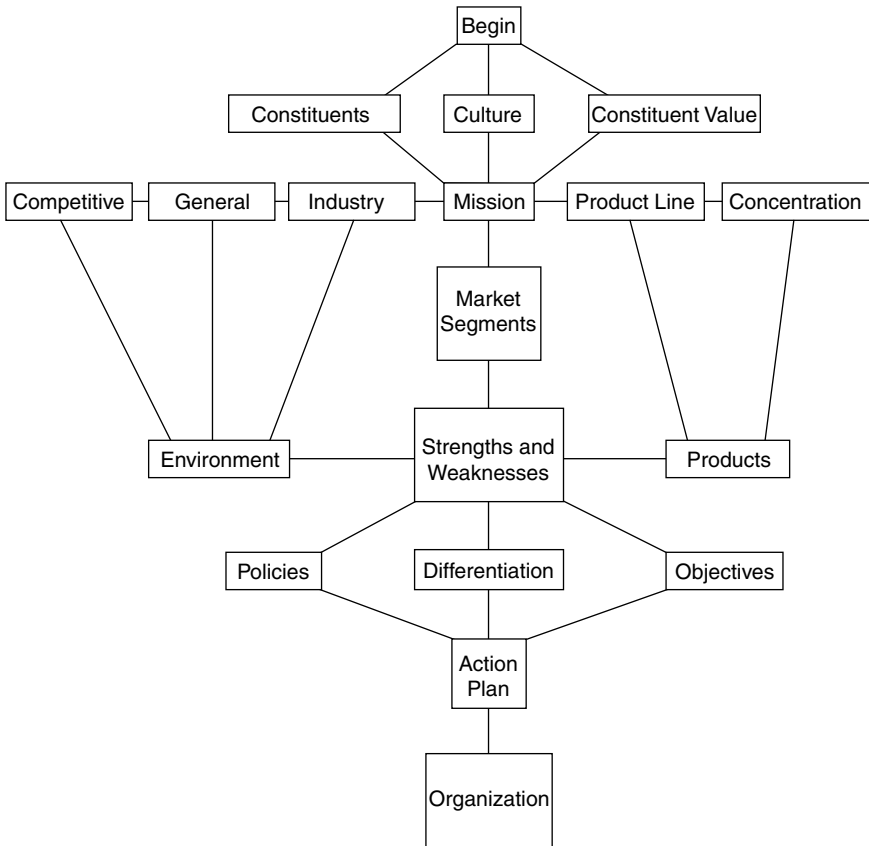 Begin
Constituents
Culture
Constituent Value
Competitive
General
Industry
Mission
Product Line
Concentration
Market
Segments
Environment
Strengths and
Weaknesses
Products
Policies
Differentiation
Objectives
Action
Plan
Organization